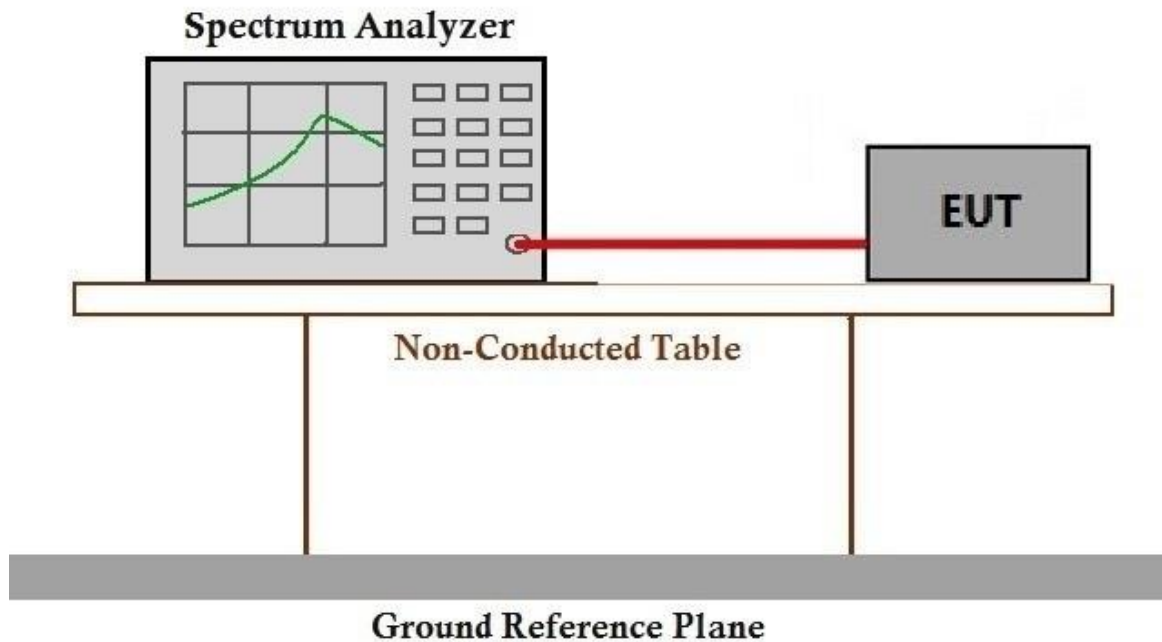 Spectrum Analyzer
EUT
Non-Conducted Table
Ground Reference Plane